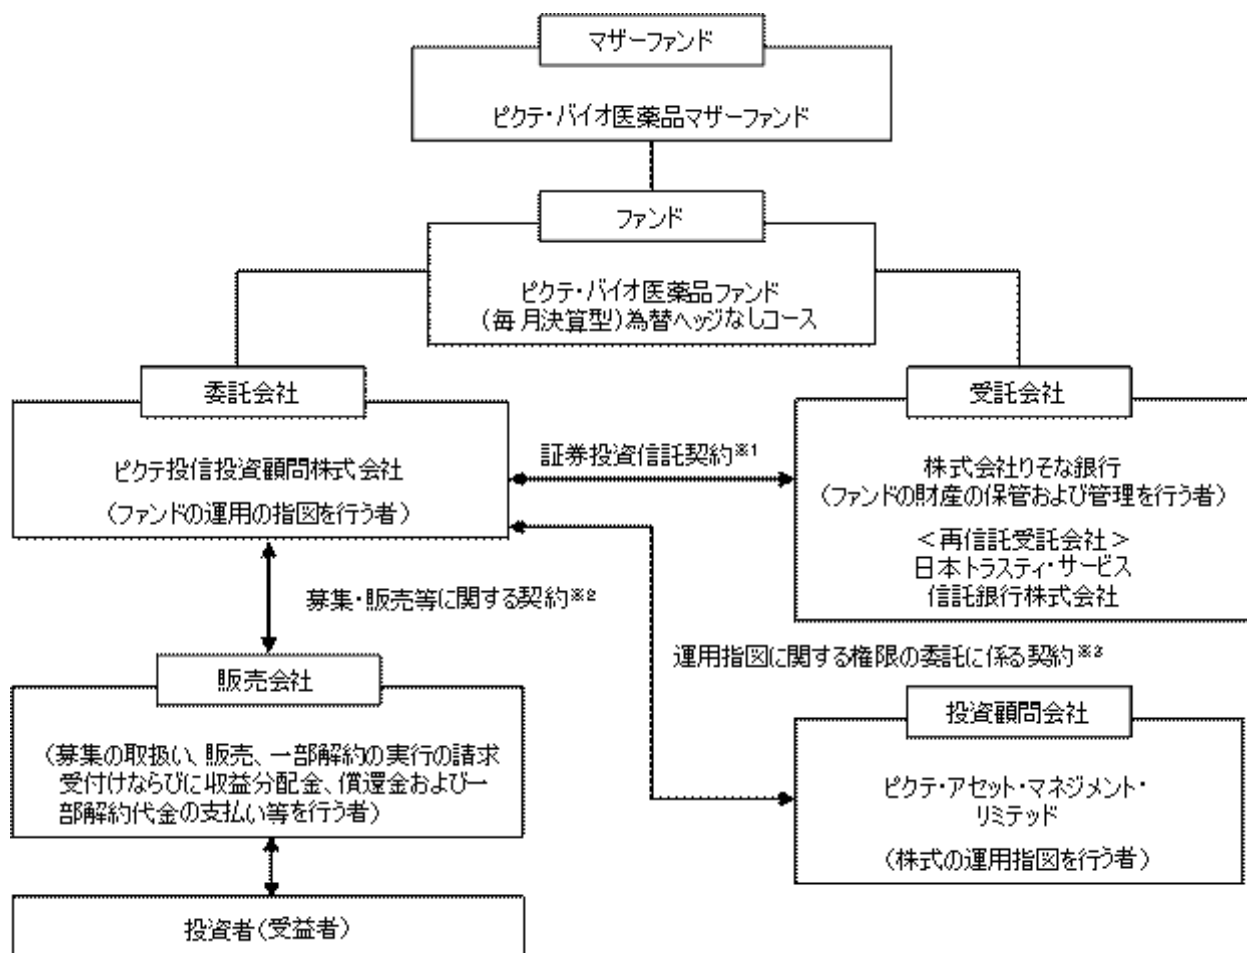 マザーファンド
ピクテ・バイオ医薬品マザーファンド
ファンド
ピクテ・バイオ医薬品ファンド
(毎月決算型)為替ヘッジなしコース
委託会社
ピクテ投信投資顧問株式会社
(ファンドの運用の指図を行う者)
証券投資信託契約※1
受託会社
株式会社りそな銀行
(ファンドの財産の保管および管理を行う者)
<再信託受託会社>
日本トラスティ・サービス
信託銀行株式会社
募集・販売等に関する契約※2
運用指図に関する権限の委託に係る契約※3
販売会社
(募集の取扱い、販売、一部解約の実行の請求
受付けならびに収益分配金、償還金および一
部解約代金の支払い等を行う者)
投資顧問会社
ピクテ・アセット・マネジメント・
リミテッド
(株式の運用指図を行う者)
投資者(受益者)